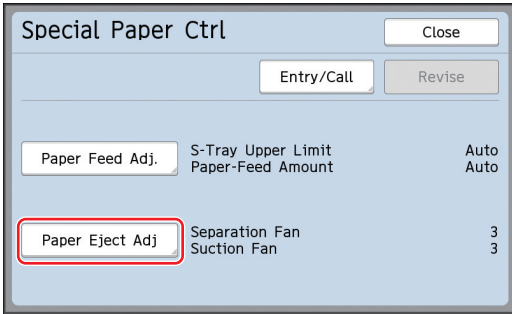 Special Paper Ctrl
Close
Entry/Call
Revise
Paper Feed Adj.
S-Tray Upper Limit Auto
Paper-Feed Amount Auto
Paper Eject Adj
Separation Fan 3
Suction Fan 3